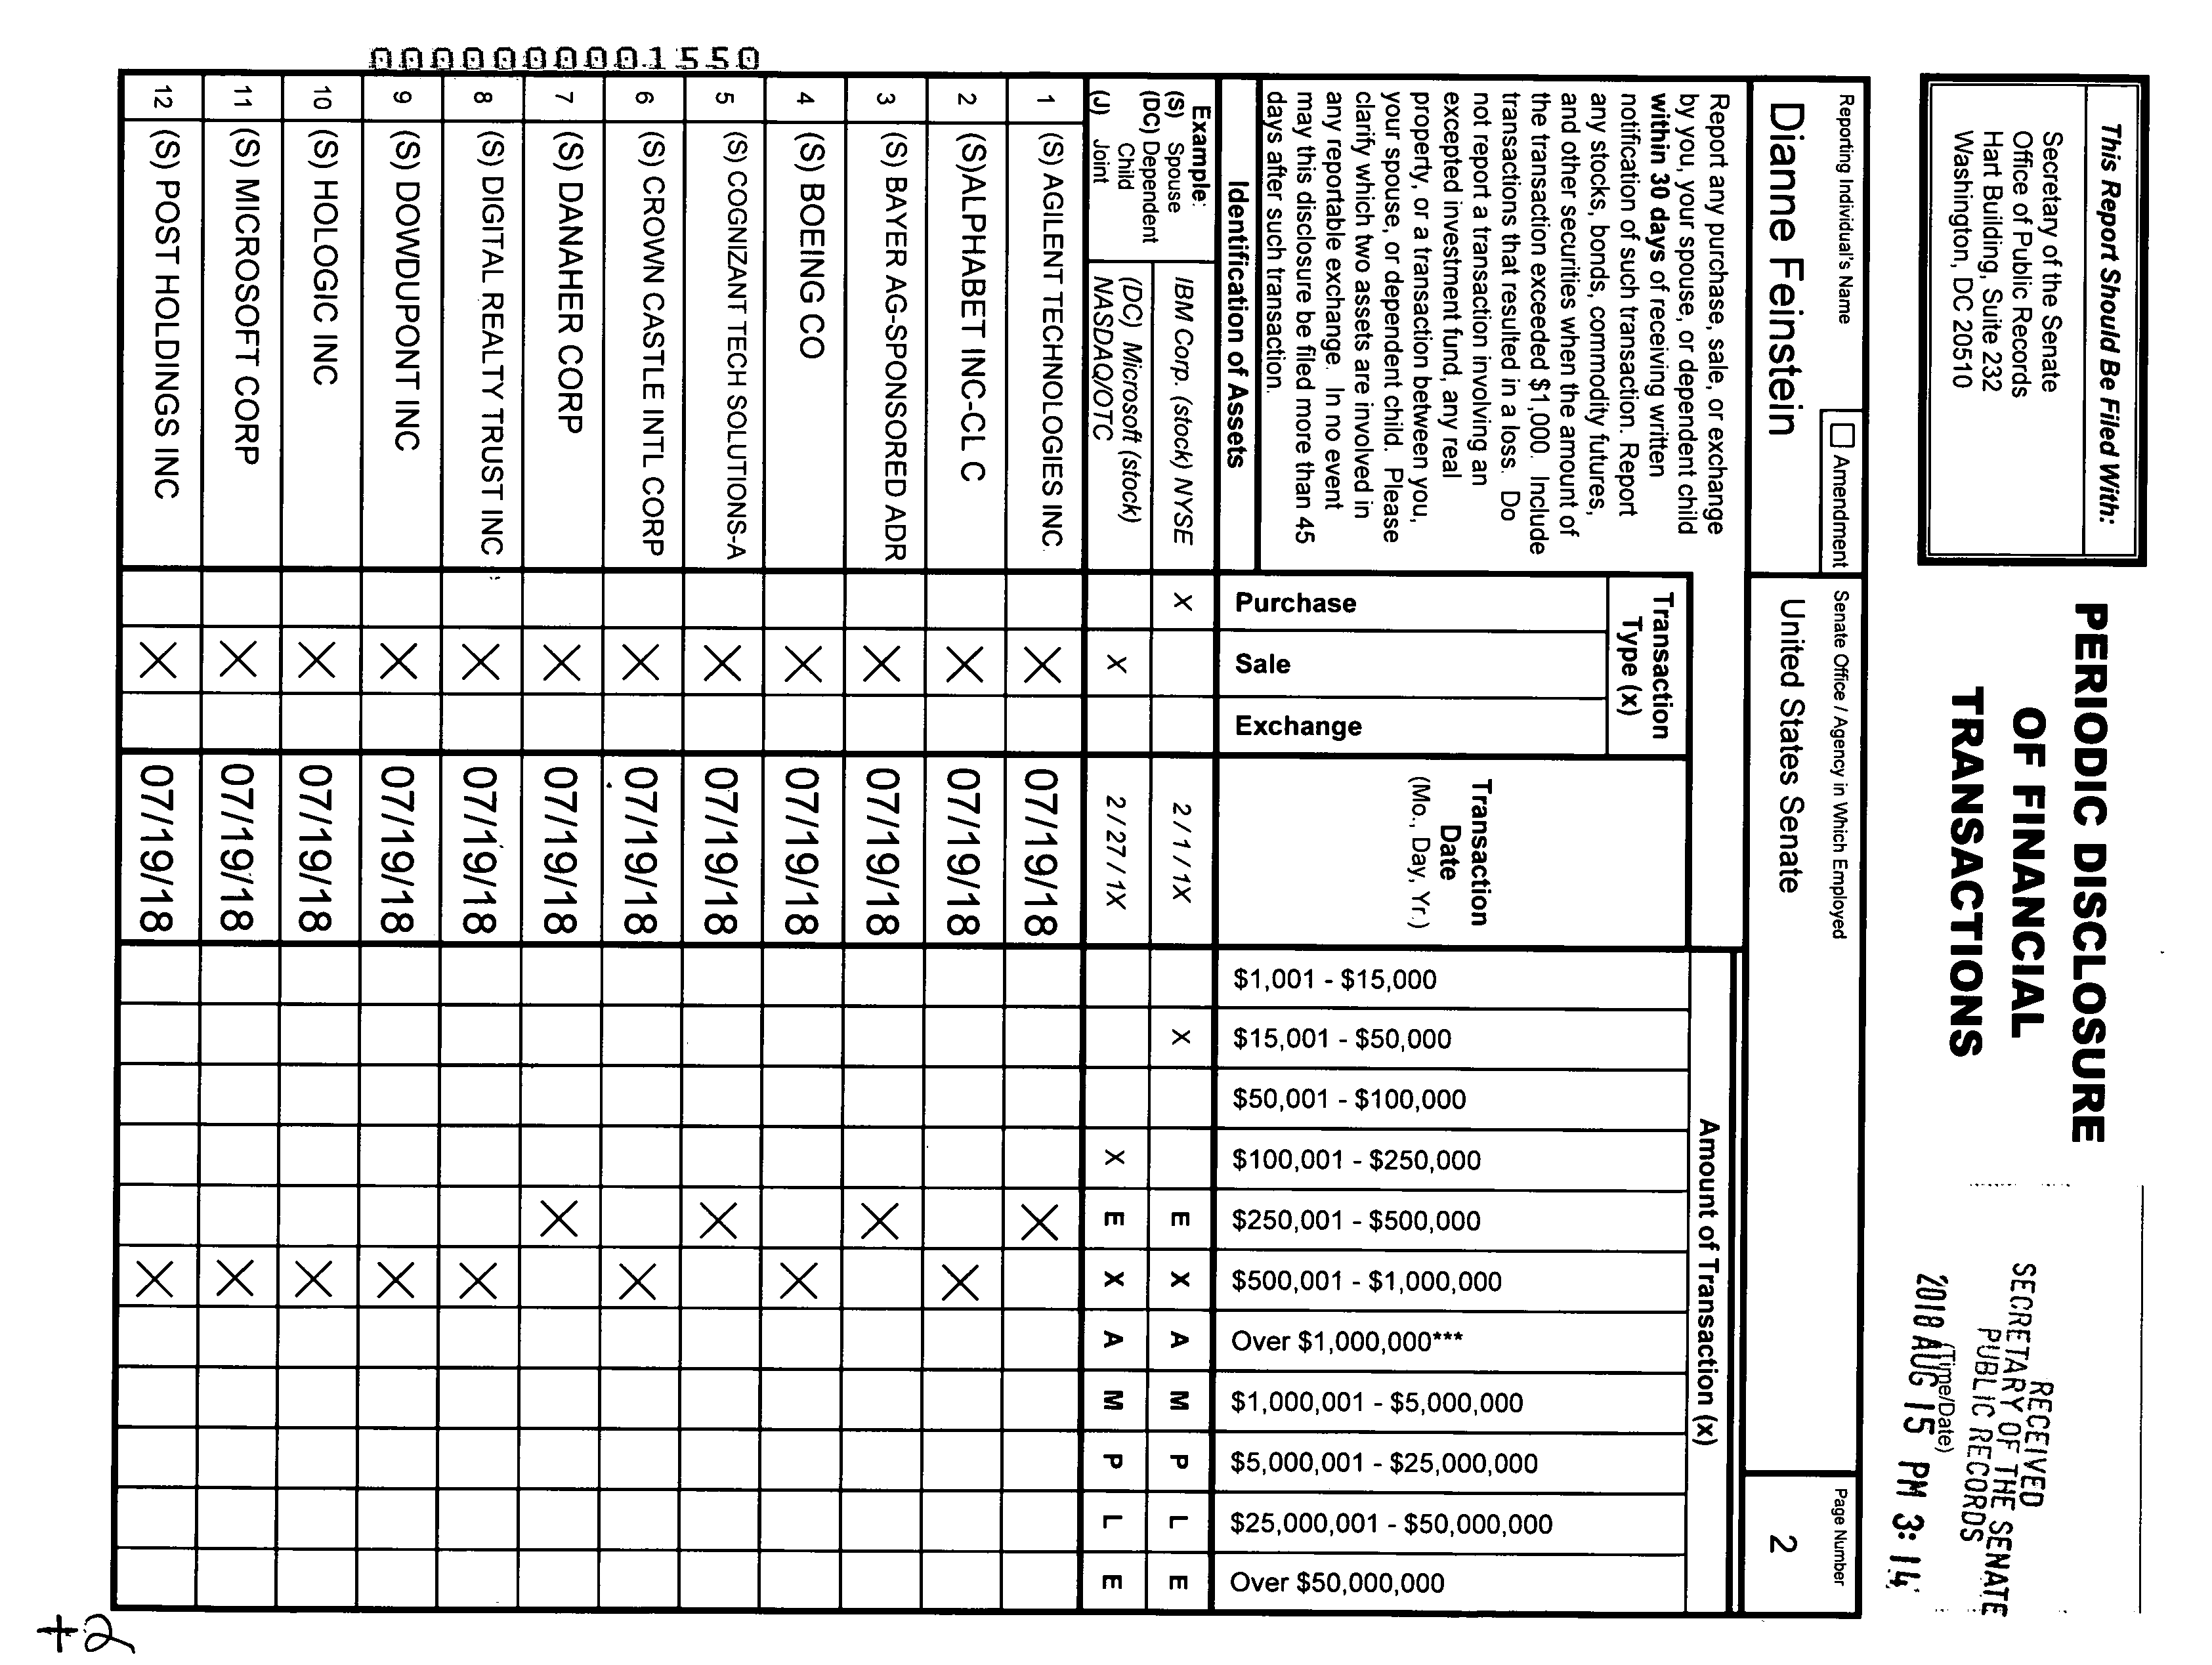 This Report Should Be Filed With:
Secretary of the Senate
Office of Public Records
Hart Building, Suite 232
Washington, DC 20510
PERIODIC DISCLOSURE
OF FINANCIAL
TRANSACTIONS
RECEIVED
SECRETARY OF THE SENATE
PUBLIC RECORDS
(Time/Date)
2018 AUG 15 PM 3:14
Reporting Individual's Name
Amendment
Senate Office / Agency in Which Employed
Page Number
Dianne Feinstein
United States Senate
2
Report any purchase, sale, or exchange
by you, your spouse, or dependent child
within 30 days of receiving written
notification of such transaction. Report
any stocks, bonds, commodity futures,
and other securities when the amount of
the transaction exceeded $1,000. Include
transactions that resulted in a loss. Do
not report a transaction involving an
excepted investment fund, any real
property, or a transaction between you,
your spouse, or dependent child. Please
clarify which two assets are involved in
any reportable exchange. In no event
may this disclosure be filed more than 45
days after such transaction.
Transaction
Type (x)
Transaction
Date
(Mo., Day, Yr.)
Amount of Transaction (x)
Identification of Assets
Purchase
Sale
Exchange
$1,001 - $15,000
$15,001 - $50,000
$50,001 - $100,000
$100,001 - $250,000
$250,001 - $500,000
$500,001 - $1,000,000
Over $1,000,000***
$1,000,001 - $5,000,000
$5,000,001 - $25,000,000
$25,000,001 - $50,000,000
Over $50,000,000
Example:
(S) Spouse
(DC) Dependent
Child
(J) Joint
IBM Corp. (stock) NYSE X 2 / 1 / 1X X E X A M P L E
(DC) Microsoft (stock)
NASDAQ/OTC X 2 / 27 / 1X X E X A M P L E
1 (S) AGILENT TECHNOLOGIES INC. X 07/19/18 X
2 (S)ALPHABET INC-CL C X 07/19/18 X
3 (S) BAYER AG-SPONSORED ADR X 07/19/18 X
4 (S) BOEING CO X 07/19/18 X
5 (S) COGNIZANT TECH SOLUTIONS-A X 07/19/18 X
6 (S) CROWN CASTLE INTL CORP X 07/19/18 X
7 (S) DANAHER CORP X 07/19/18 X
8 (S) DIGITAL REALTY TRUST INC X 07/19/18 X
9 (S) DOWDUPONT INC X 07/19/18 X
10 (S) HOLOGIC INC X 07/19/18 X
11 (S) MICROSOFT CORP X 07/19/18 X
12 (S) POST HOLDINGS INC X 07/19/18 X
0000000001550
+2